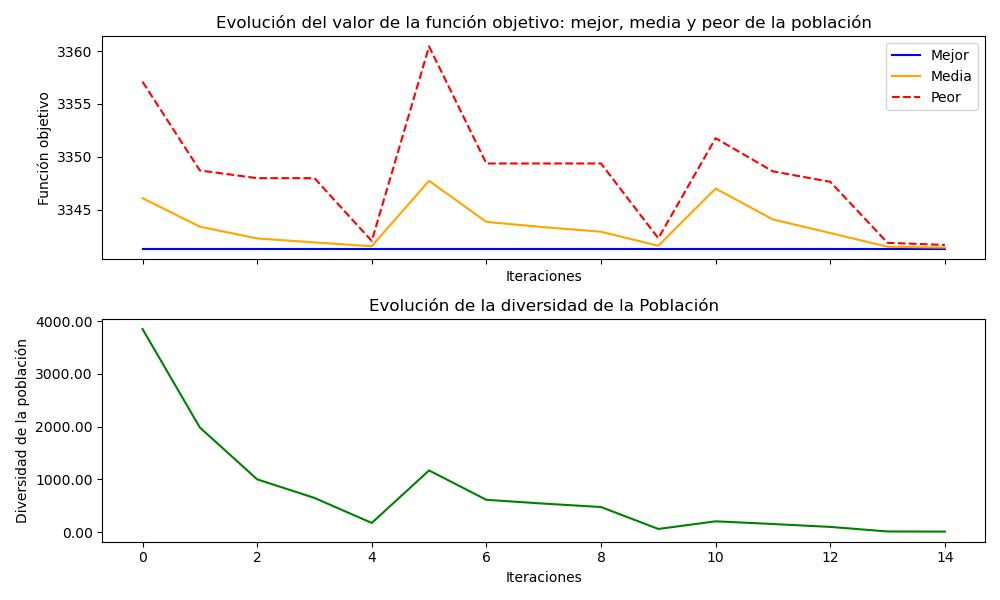 Evolución del valor de la función objetivo: mejor, media y peor de la población
Función objetivo
3360
3355
3350
3345
Mejor
Media
Peor
Iteraciones
Evolución de la diversidad de la Población
Diversidad de la población
4000.00
3000.00
2000.00
1000.00
0.00
0 2 4 6 8 10 12 14
Iteraciones